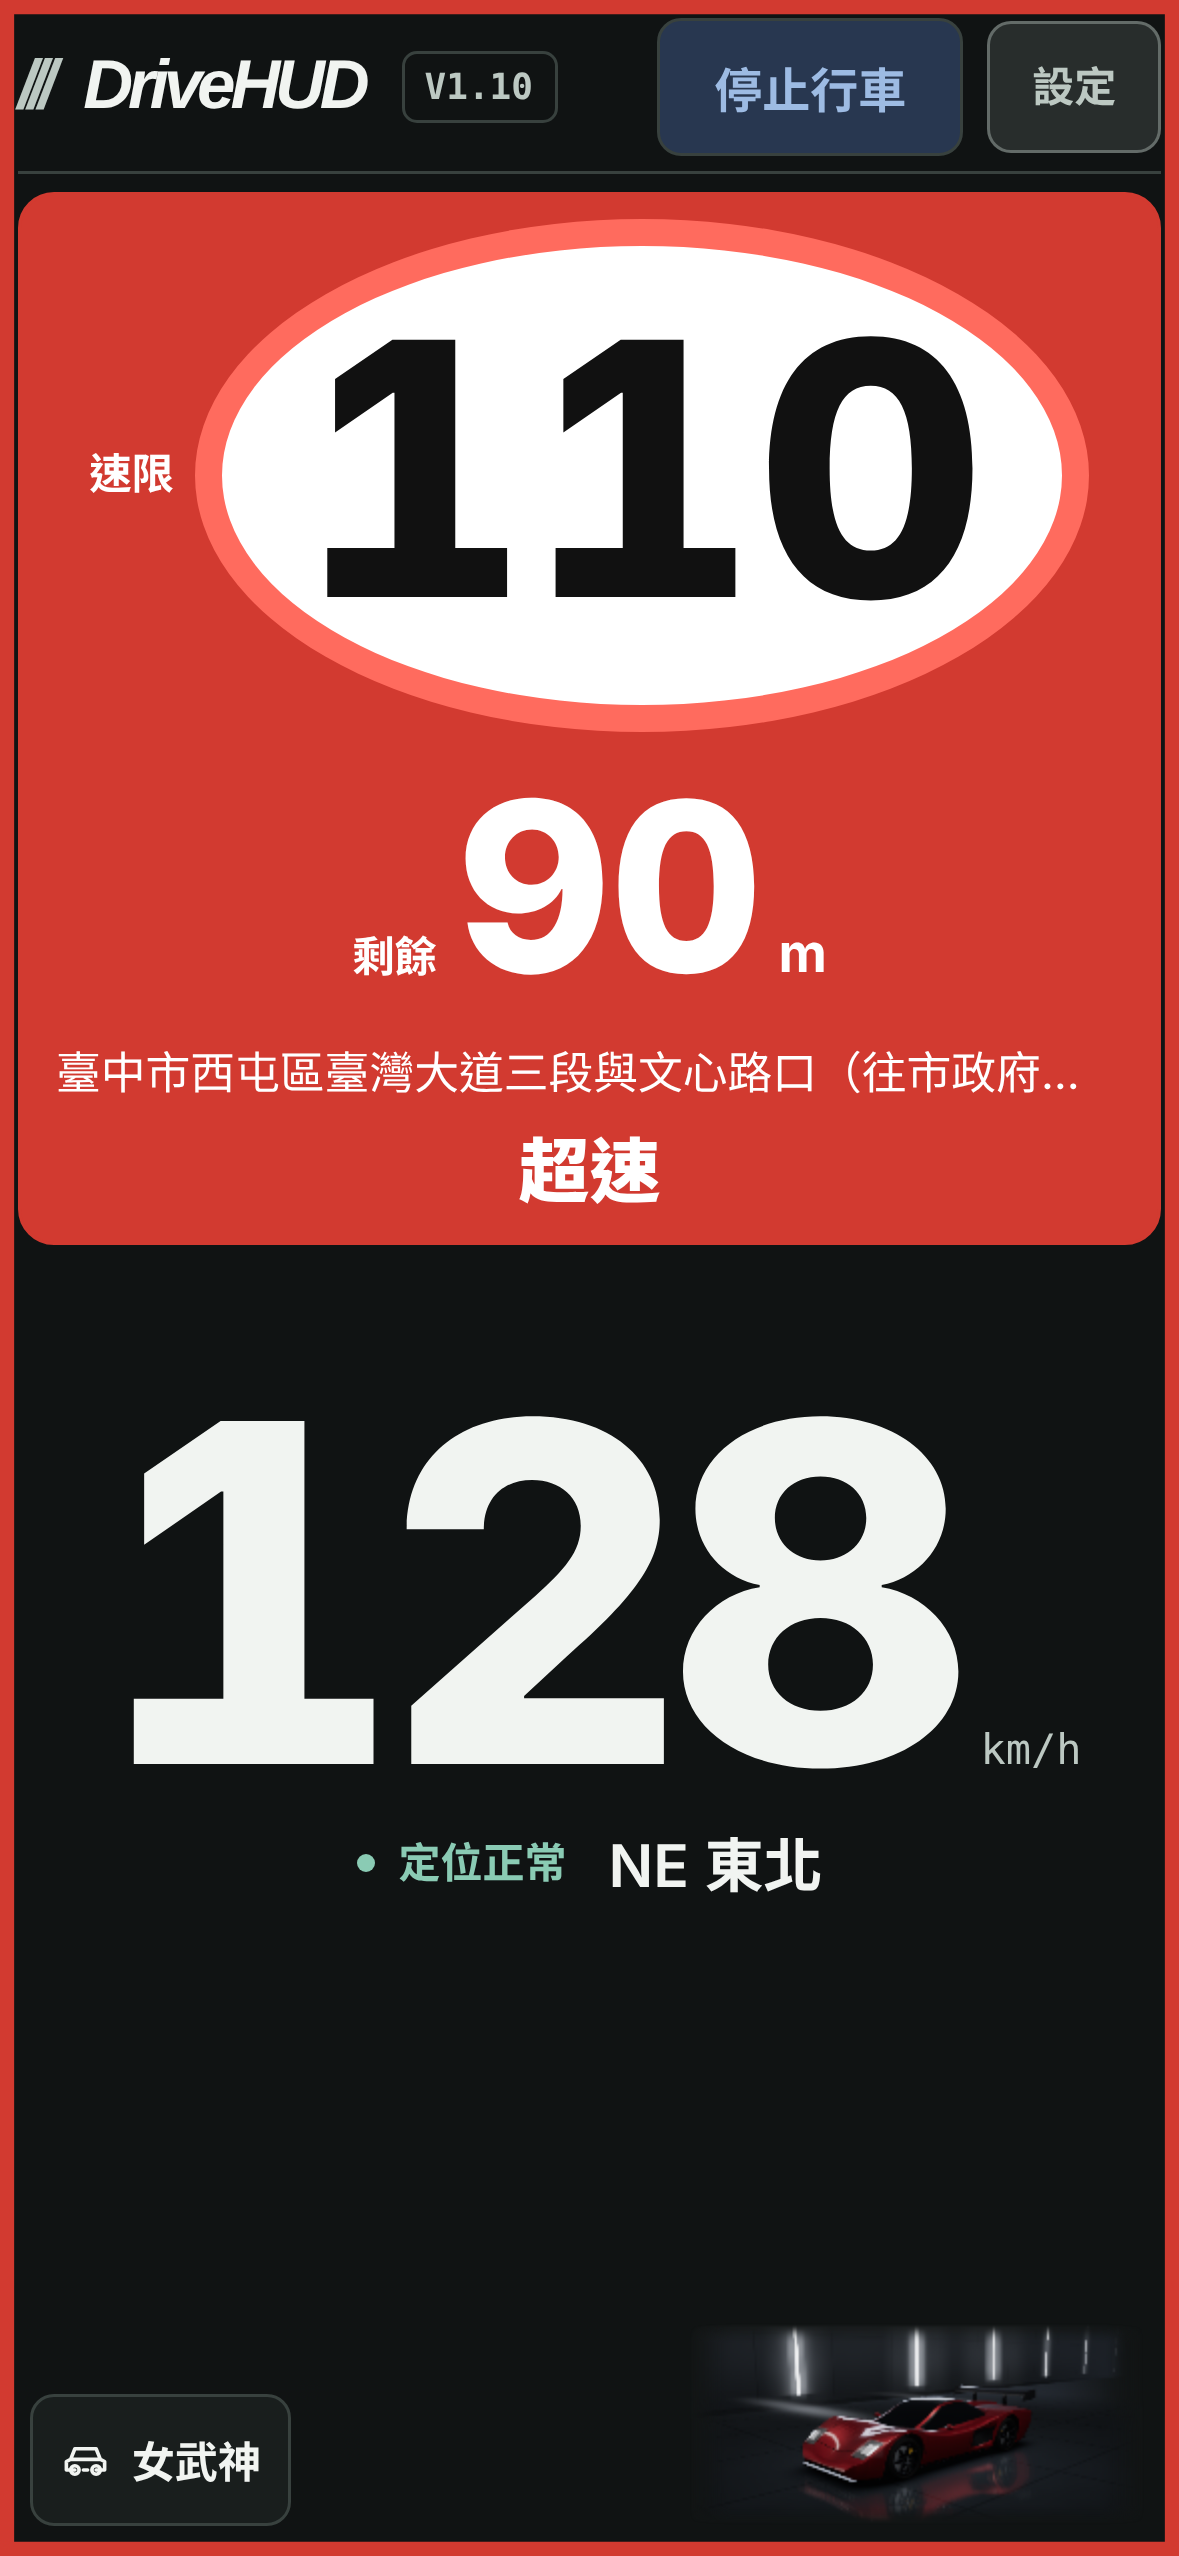 DriveHUD V1.10 停止行車 設定
速限 110
剩餘 90 m
臺中市西屯區臺灣大道三段與文心路口（往市政府...
超速
128 km/h
定位正常 NE 東北
女武神